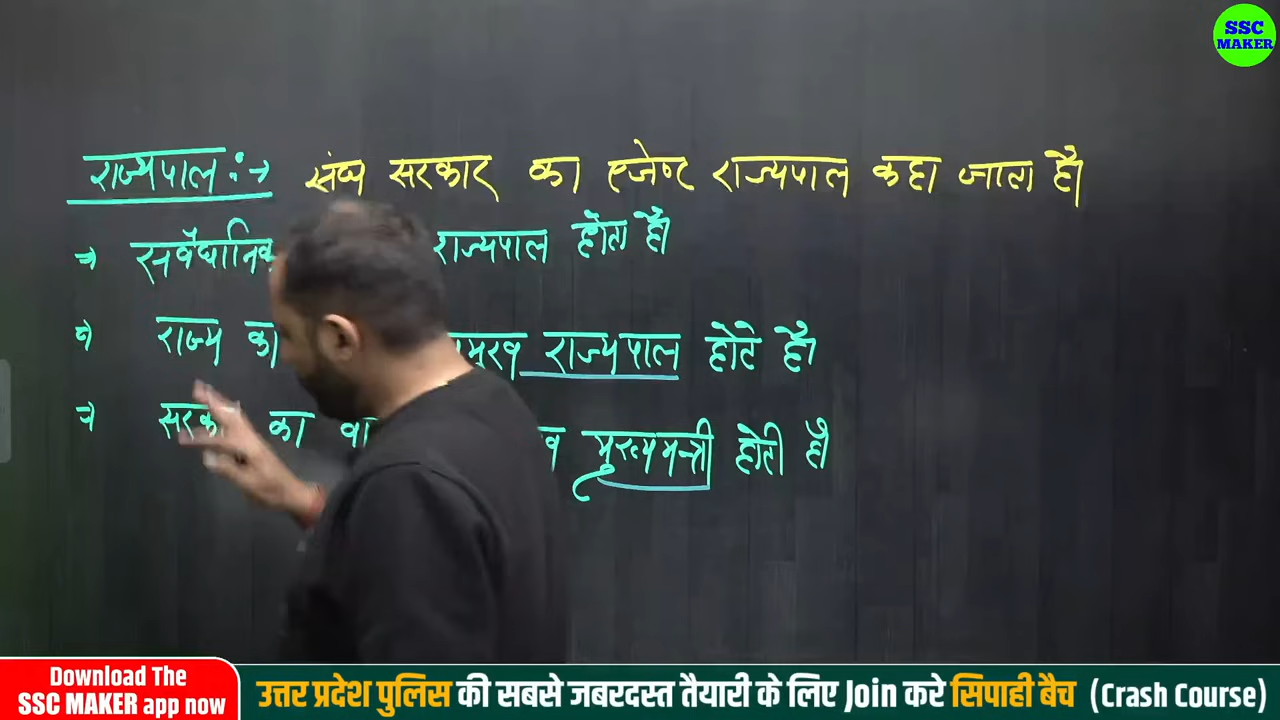 SSC
MAKER
राज्यपाल :→ संघ सरकार का एजेण्ट राज्यपाल कहा जाता है
→ राज्यपाल होता है
→ राज्य का राज्यपाल होते है
→ सरकार का मुख्यमन्त्री होती है
Download The
SSC MAKER app now
उत्तर प्रदेश पुलिस की सबसे जबरदस्त तैयारी के लिए Join करे सिपाही बैच (Crash Course)